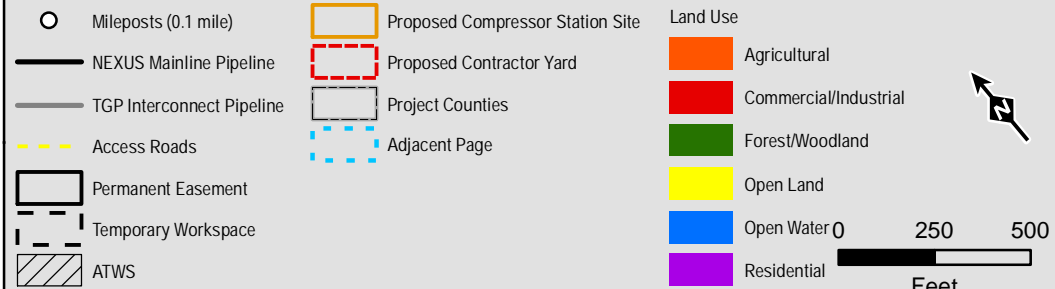 Mileposts (0.1 mile)
NEXUS Mainline Pipeline
TGP Interconnect Pipeline
Access Roads
Permanent Easement
Temporary Workspace
ATWS
Proposed Compressor Station Site
Proposed Contractor Yard
Project Counties
Adjacent Page
Land Use
Agricultural
Commercial/Industrial
Forest/Woodland
Open Land
Open Water
Residential
N
0 250 500
Feet